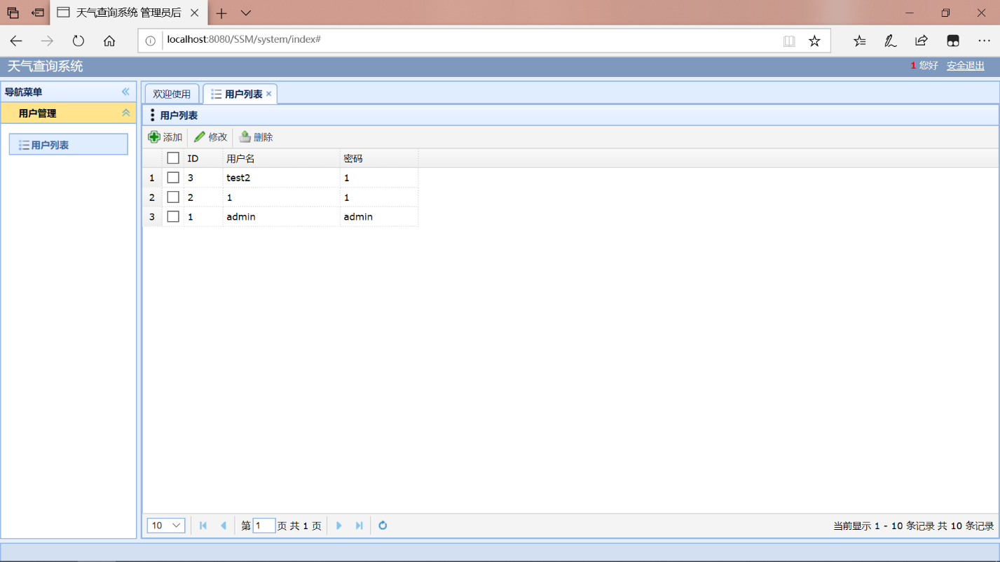 天气查询系统 管理员后
localhost:8080/SSM/system/index#
天气查询系统
1 您好 安全退出
导航菜单
用户管理
用户列表
欢迎使用
用户列表
用户列表
添加 修改 删除
ID 用户名 密码
1 3 test2 1
2 2 1 1
3 1 admin admin
10 第 1 页 共 1 页
当前显示 1 - 10 条记录 共 10 条记录